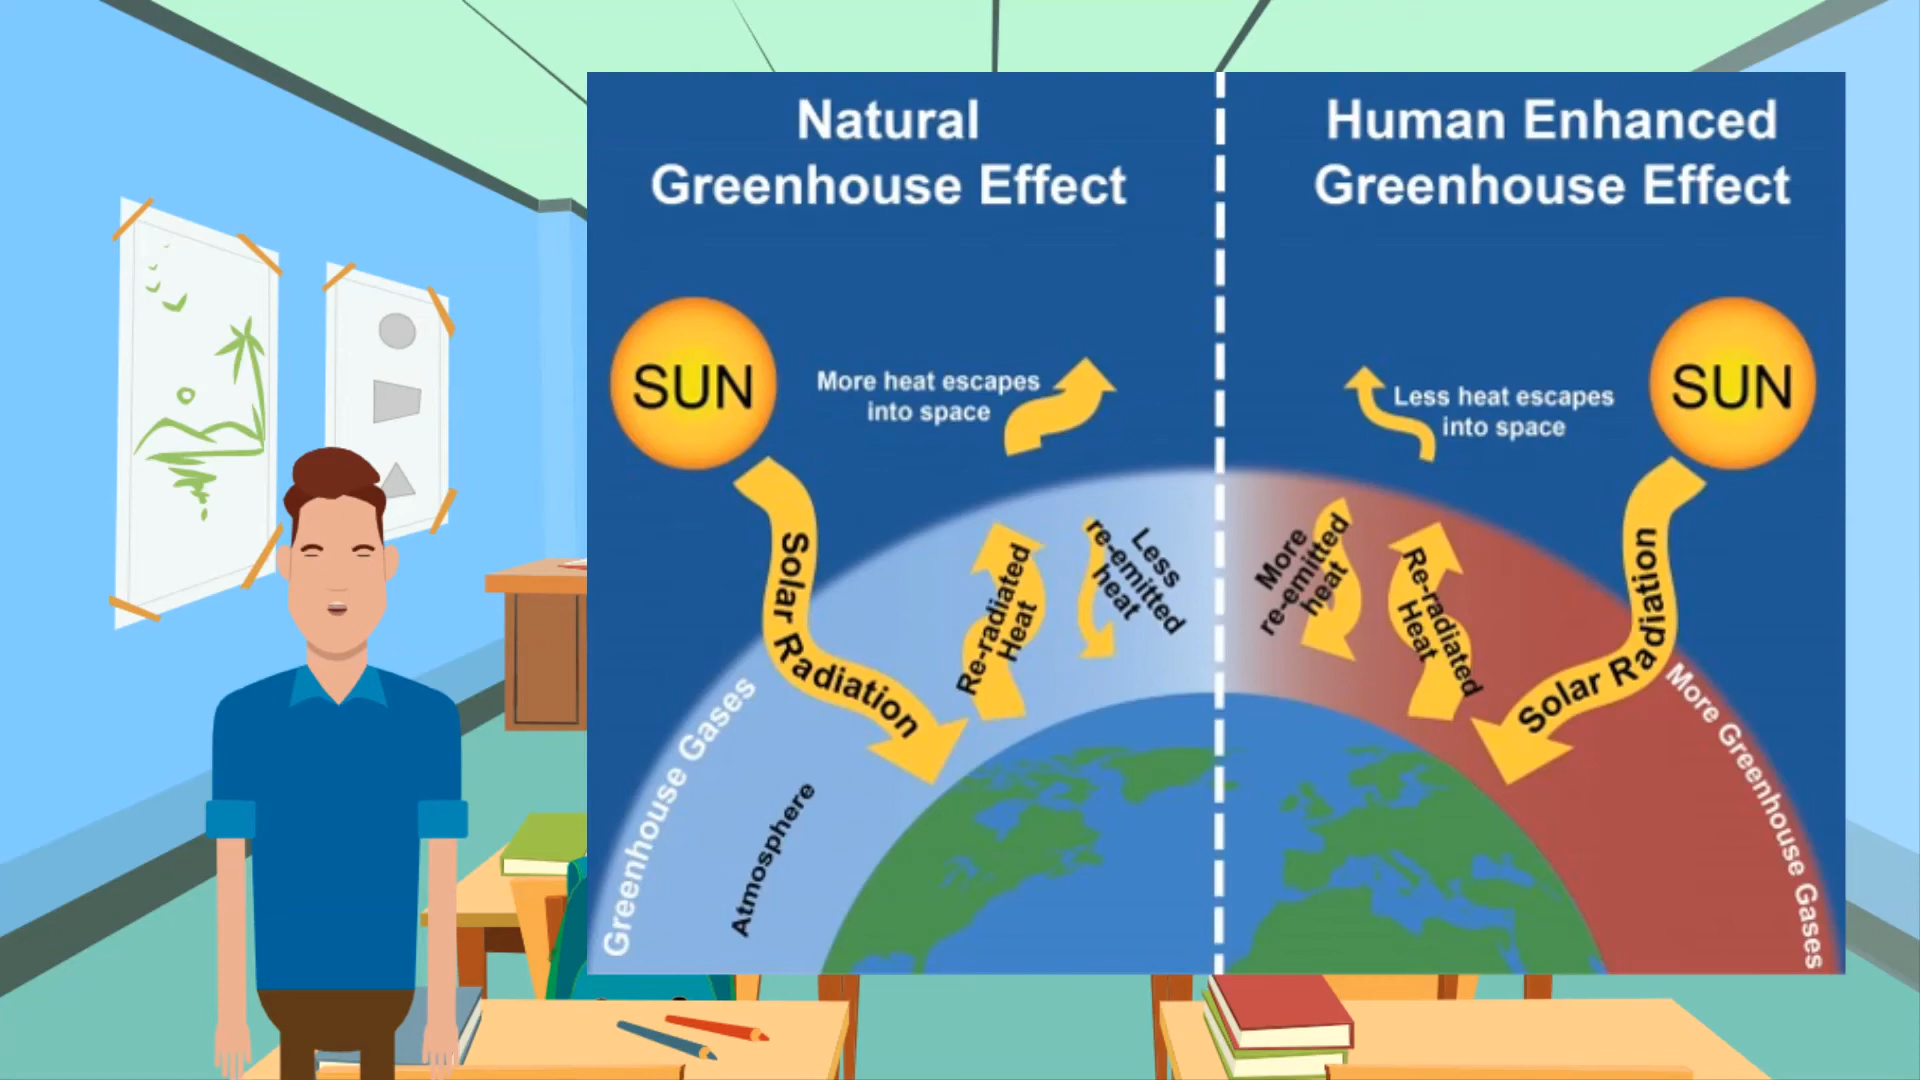 Natural
Greenhouse Effect
SUN
More heat escapes
into space
Solar Radiation
Re-radiated
Heat
Less
re-emitted
heat
Greenhouse Gases
Atmosphere
Human Enhanced
Greenhouse Effect
SUN
Less heat escapes
into space
More
re-emitted
heat
Re-radiated
Heat
Solar Radiation
More Greenhouse Gases